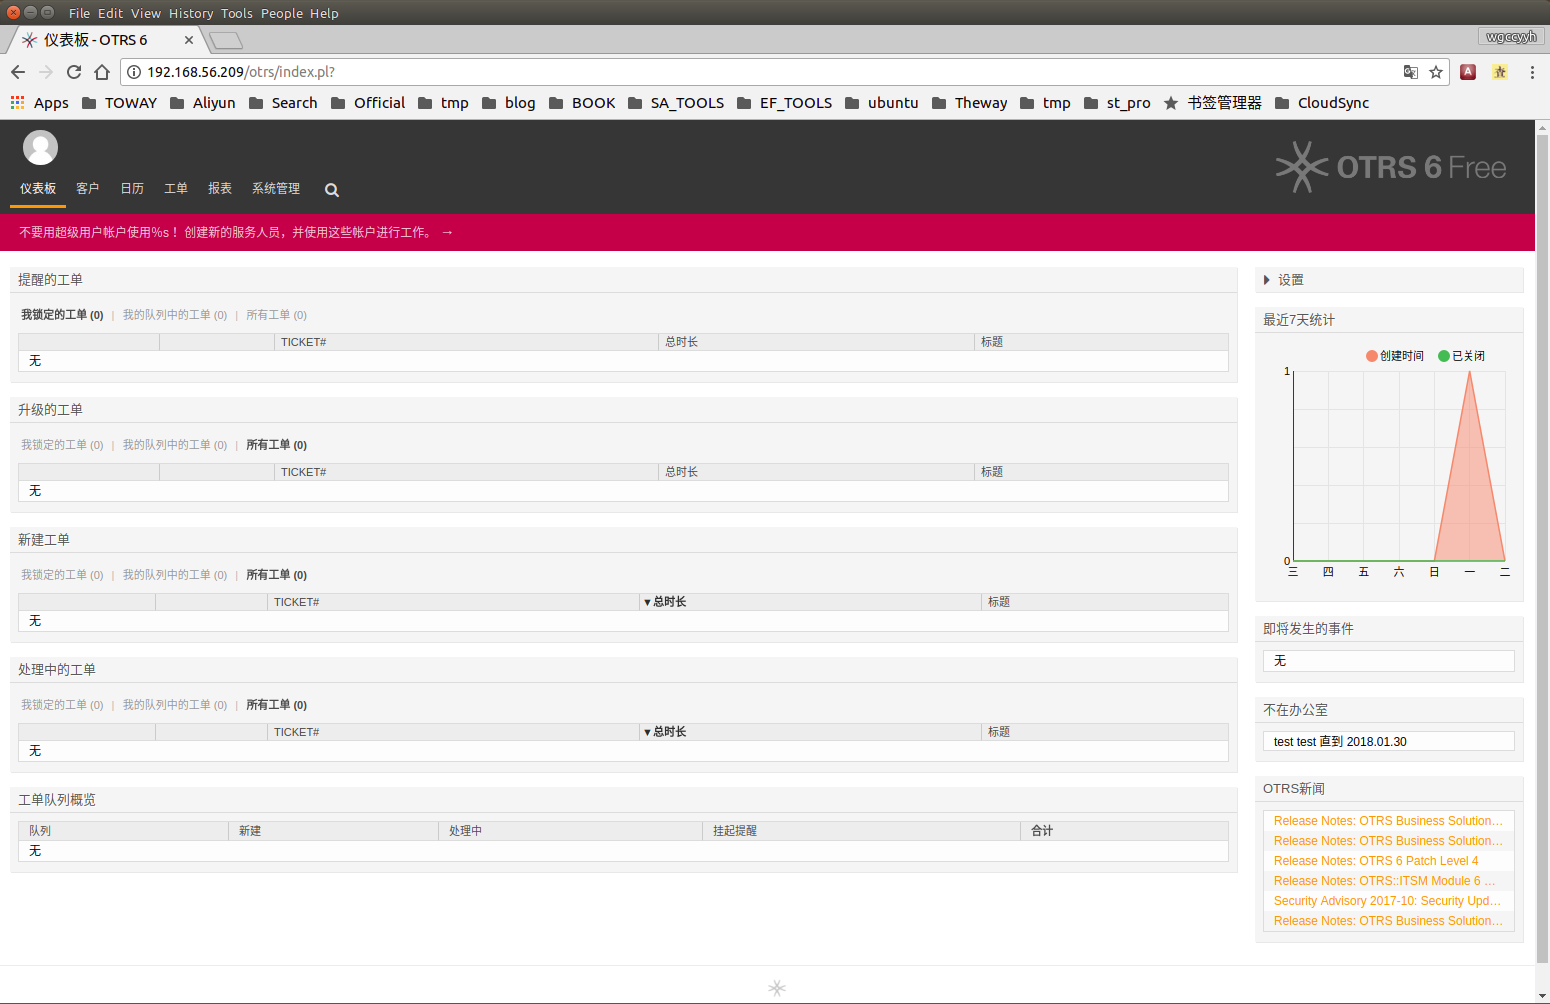 File Edit View History Tools People Help
仪表板 - OTRS 6
wgccyyh
192.168.56.209/otrs/index.pl?
Apps TOWAY Aliyun Search Official tmp blog BOOK SA_TOOLS EF_TOOLS ubuntu Theway tmp st_pro 书签管理器 CloudSync
OTRS 6 Free
仪表板 客户 日历 工单 报表 系统管理
不要用超级用户帐户使用%s！ 创建新的服务人员，并使用这些帐户进行工作。 →
提醒的工单
我锁定的工单 (0) | 我的队列中的工单 (0) | 所有工单 (0)
TICKET# 总时长 标题
无
升级的工单
我锁定的工单 (0) | 我的队列中的工单 (0) | 所有工单 (0)
TICKET# 总时长 标题
无
新建工单
我锁定的工单 (0) | 我的队列中的工单 (0) | 所有工单 (0)
TICKET# ▼总时长 标题
无
处理中的工单
我锁定的工单 (0) | 我的队列中的工单 (0) | 所有工单 (0)
TICKET# ▼总时长 标题
无
工单队列概览
队列 新建 处理中 挂起提醒 合计
无
设置
最近7天统计
创建时间 已关闭
1
0
三 四 五 六 日 一 二
即将发生的事件
无
不在办公室
test test 直到 2018.01.30
OTRS新闻
Release Notes: OTRS Business Solution…
Release Notes: OTRS Business Solution…
Release Notes: OTRS 6 Patch Level 4
Release Notes: OTRS::ITSM Module 6 …
Security Advisory 2017-10: Security Upd…
Release Notes: OTRS Business Solution…